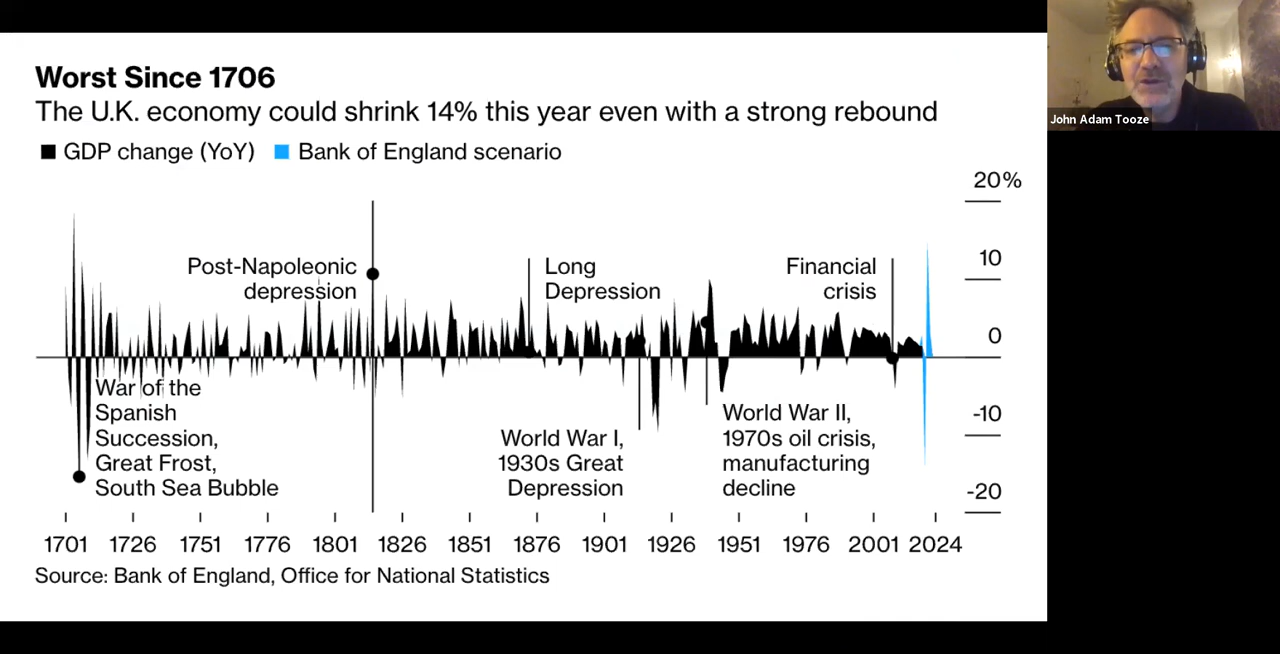 Worst Since 1706
The U.K. economy could shrink 14% this year even with a strong rebound
GDP change (YoY) Bank of England scenario
20%
10
0
-10
-20
Post-Napoleonic
depression
Long
Depression
Financial
crisis
War of the
Spanish
Succession,
Great Frost,
South Sea Bubble
World War I,
1930s Great
Depression
World War II,
1970s oil crisis,
manufacturing
decline
1701 1726 1751 1776 1801 1826 1851 1876 1901 1926 1951 1976 2001 2024
Source: Bank of England, Office for National Statistics
John Adam Tooze